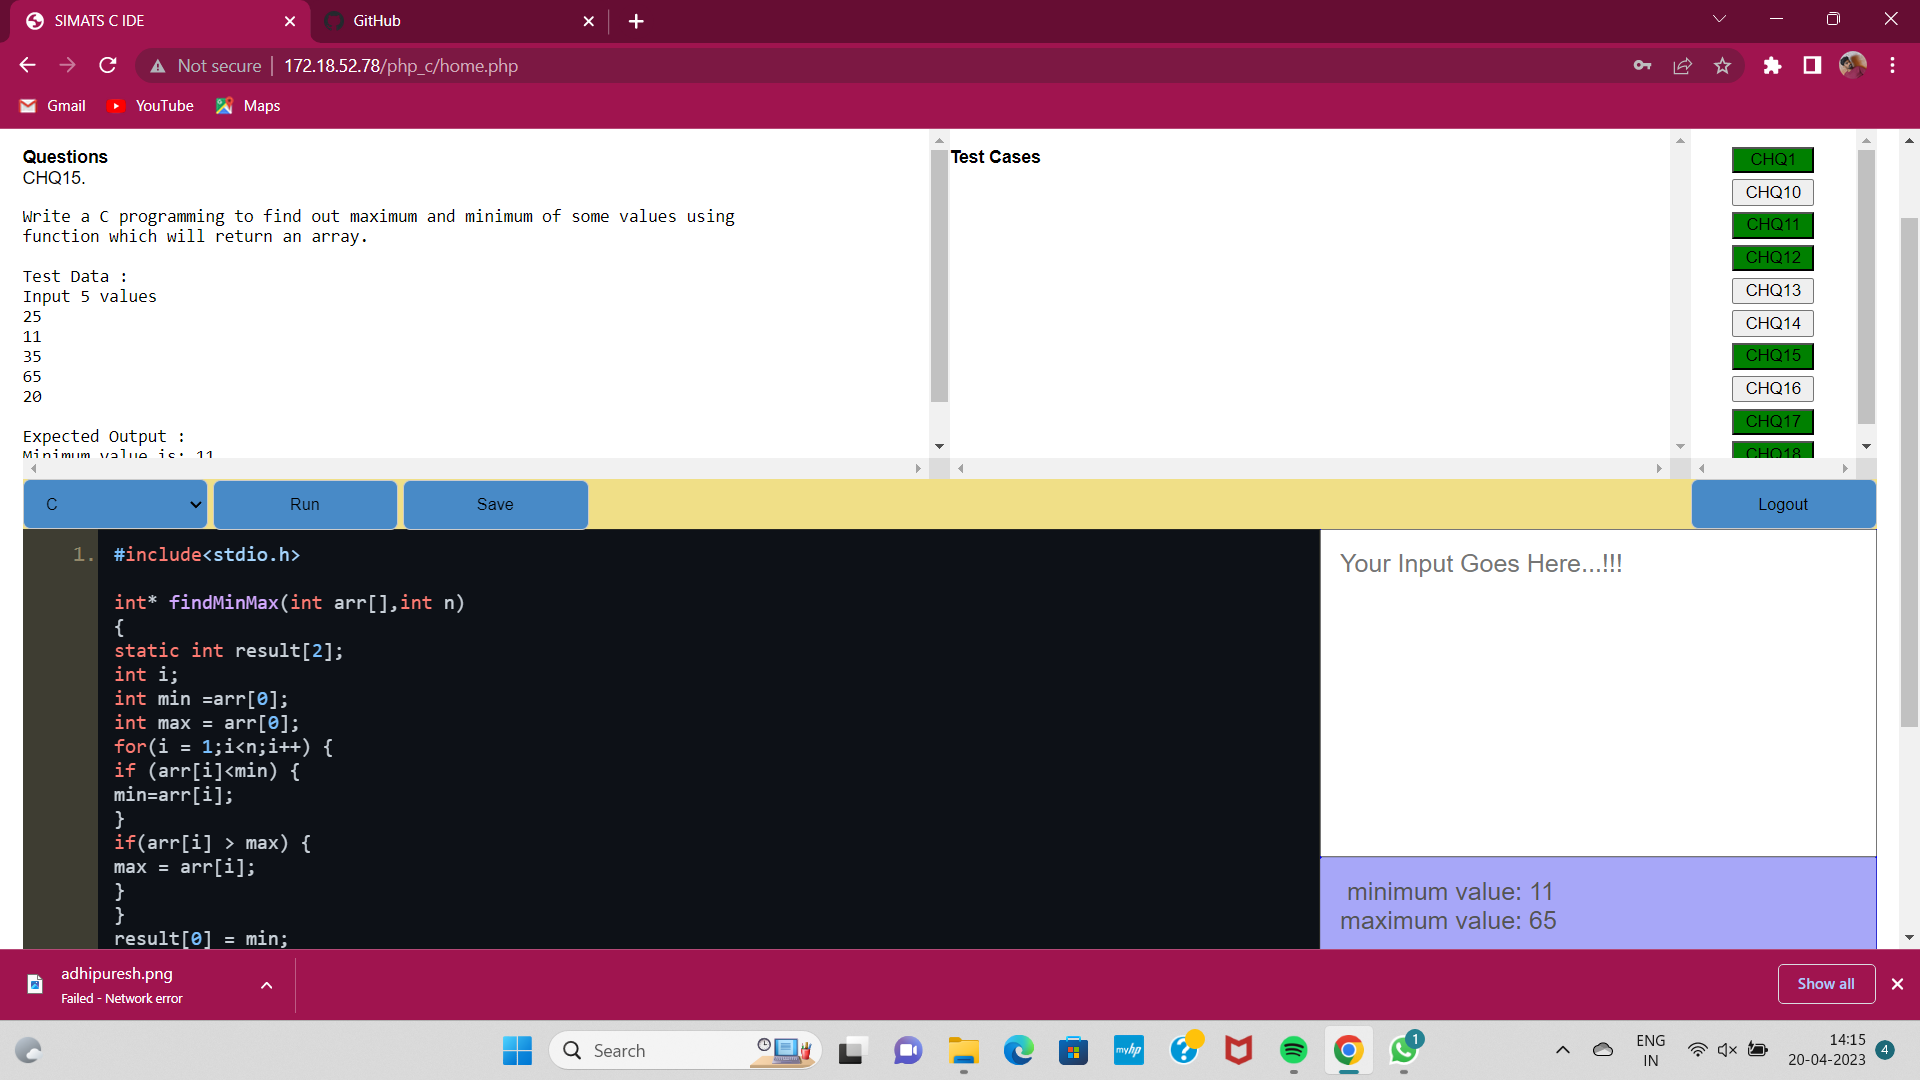 SIMATS C IDE
GitHub
Not secure
172.18.52.78/php_c/home.php
Gmail
YouTube
Maps
Questions
CHQ15.
Write a C programming to find out maximum and minimum of some values using
function which will return an array.
Test Data :
Input 5 values
25
11
35
65
20
Expected Output :
Minimum value is: 11
Test Cases
CHQ1
CHQ10
CHQ11
CHQ12
CHQ13
CHQ14
CHQ15
CHQ16
CHQ17
CHQ18
C
Run
Save
Logout
1.
#include<stdio.h>
int* findMinMax(int arr[],int n)
{
static int result[2];
int i;
int min =arr[0];
int max = arr[0];
for(i = 1;i<n;i++) {
if (arr[i]<min) {
min=arr[i];
}
if(arr[i] > max) {
max = arr[i];
}
}
result[0] = min;
Your Input Goes Here...!!!
minimum value: 11
maximum value: 65
adhipuresh.png
Failed - Network error
Show all
Search
myhp
1
ENG
IN
14:15
20-04-2023
4